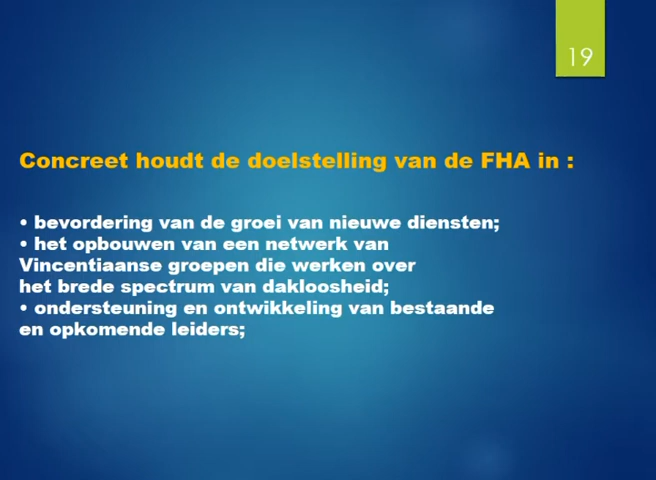 19
Concreet houdt de doelstelling van de FHA in :
• bevordering van de groei van nieuwe diensten;
• het opbouwen van een netwerk van
Vincentiaanse groepen die werken over
het brede spectrum van dakloosheid;
• ondersteuning en ontwikkeling van bestaande
en opkomende leiders;